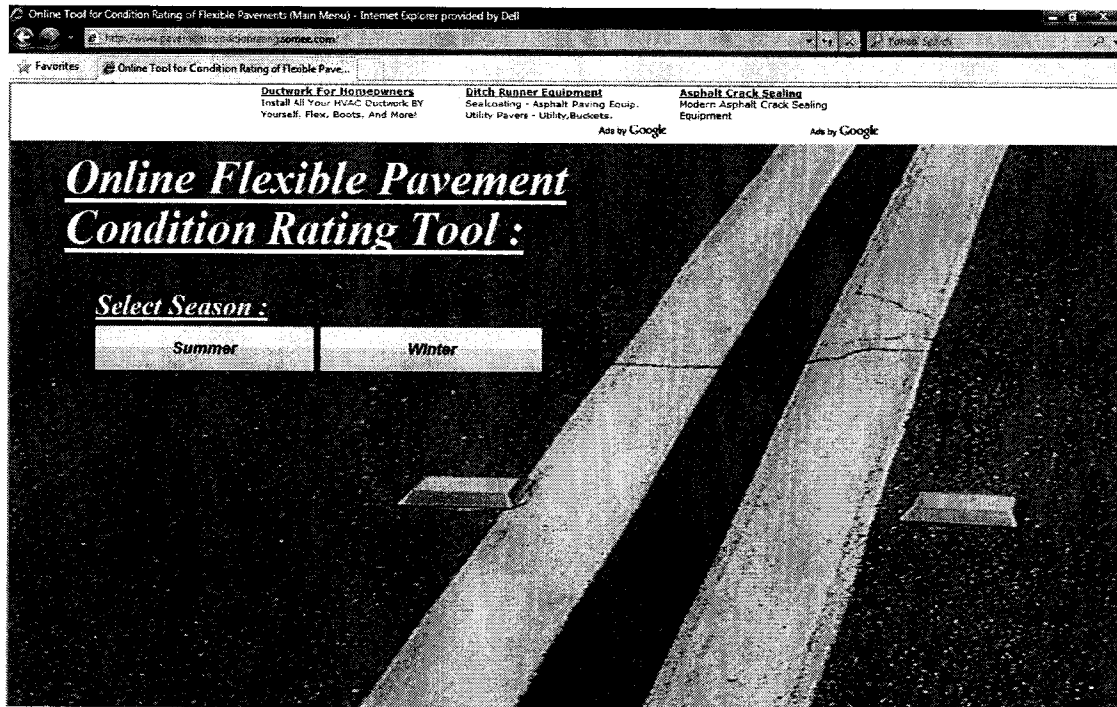 Online Tool for Condition Rating of Flexible Pavements (Main Menu) - Internet Explorer provided by Dell
Favorites
Online Tool for Condition Rating of Flexible Pave...
Ductwork For Homeowners
Install All Your HVAC Ductwork BY
Yourself. Flex, Boots, And More!
Ditch Runner Equipment
Sealcoating - Asphalt Paving Equip.
Utility Pavers - Utility,Buckets.
Asphalt Crack Sealing
Modern Asphalt Crack Sealing
Equipment
Ads by Google
Ads by Google
Online Flexible Pavement
Condition Rating Tool :
Select Season :
Summer
Winter